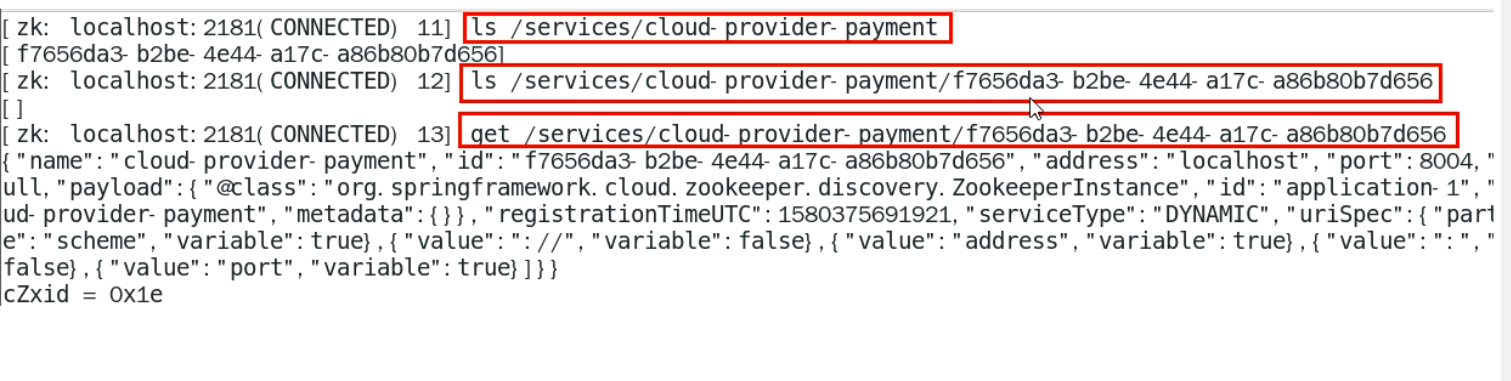 [zk: localhost:2181(CONNECTED) 11] ls /services/cloud-provider-payment
[f7656da3-b2be-4e44-a17c-a86b80b7d656]
[zk: localhost:2181(CONNECTED) 12] ls /services/cloud-provider-payment/f7656da3-b2be-4e44-a17c-a86b80b7d656
[]
[zk: localhost:2181(CONNECTED) 13] get /services/cloud-provider-payment/f7656da3-b2be-4e44-a17c-a86b80b7d656
{"name":"cloud-provider-payment","id":"f7656da3-b2be-4e44-a17c-a86b80b7d656","address":"localhost","port":8004,"
ull,"payload":{"@class":"org.springframework.cloud.zookeeper.discovery.ZookeeperInstance","id":"application-1","
ud-provider-payment","metadata":{}},"registrationTimeUTC":1580375691921,"serviceType":"DYNAMIC","uriSpec":{"part
e":"scheme","variable":true},{"value":"://","variable":false},{"value":"address","variable":true},{"value":":","
false},{"value":"port","variable":true}]}}
cZxid = 0x1e